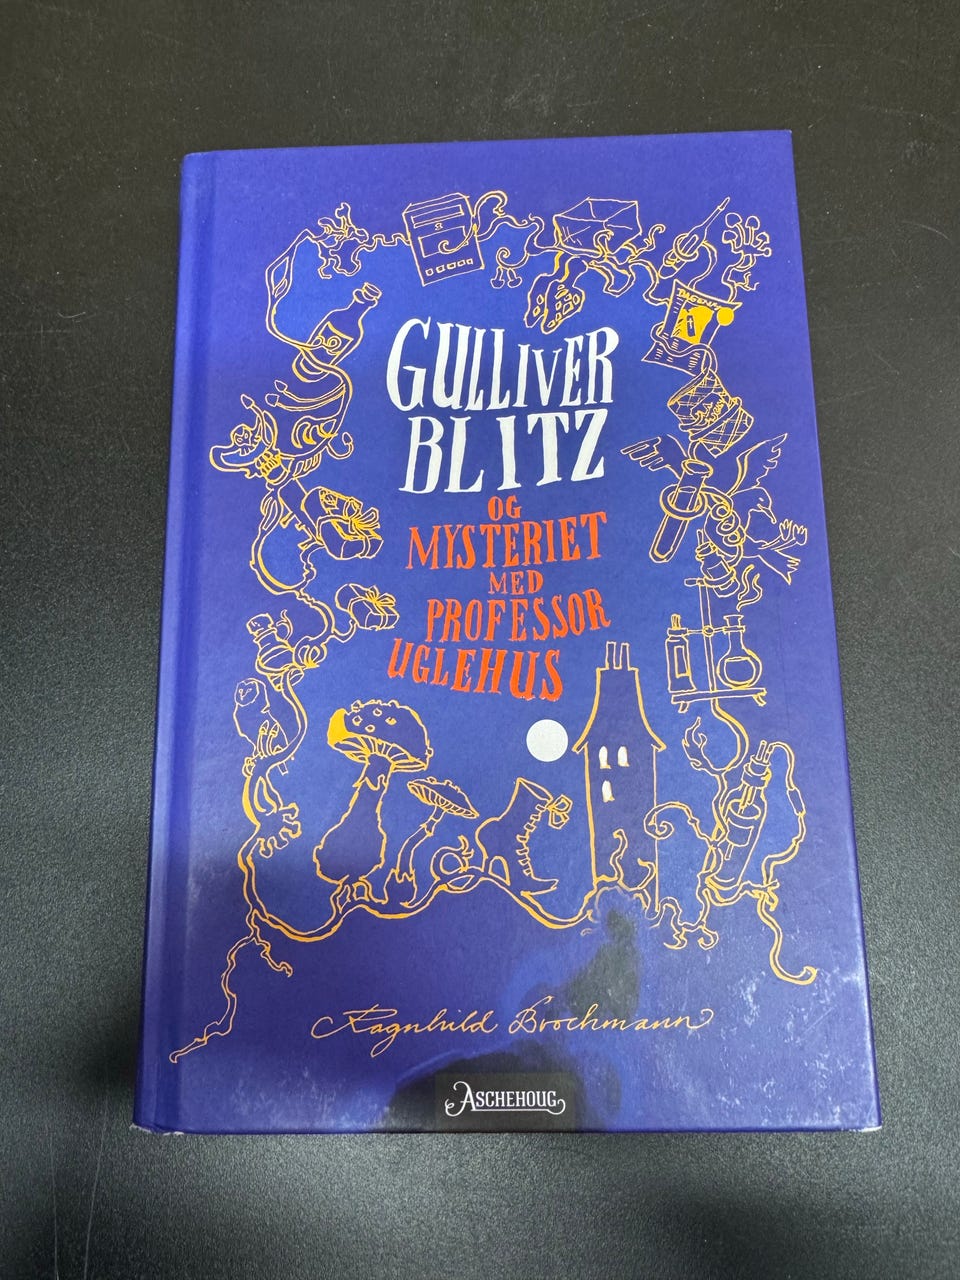 GULLIVER
BLITZ
OG
MYSTERIET
MED
PROFESSOR
UGLEHUS
Ragnhild Brochmann
ASCHEHOUG